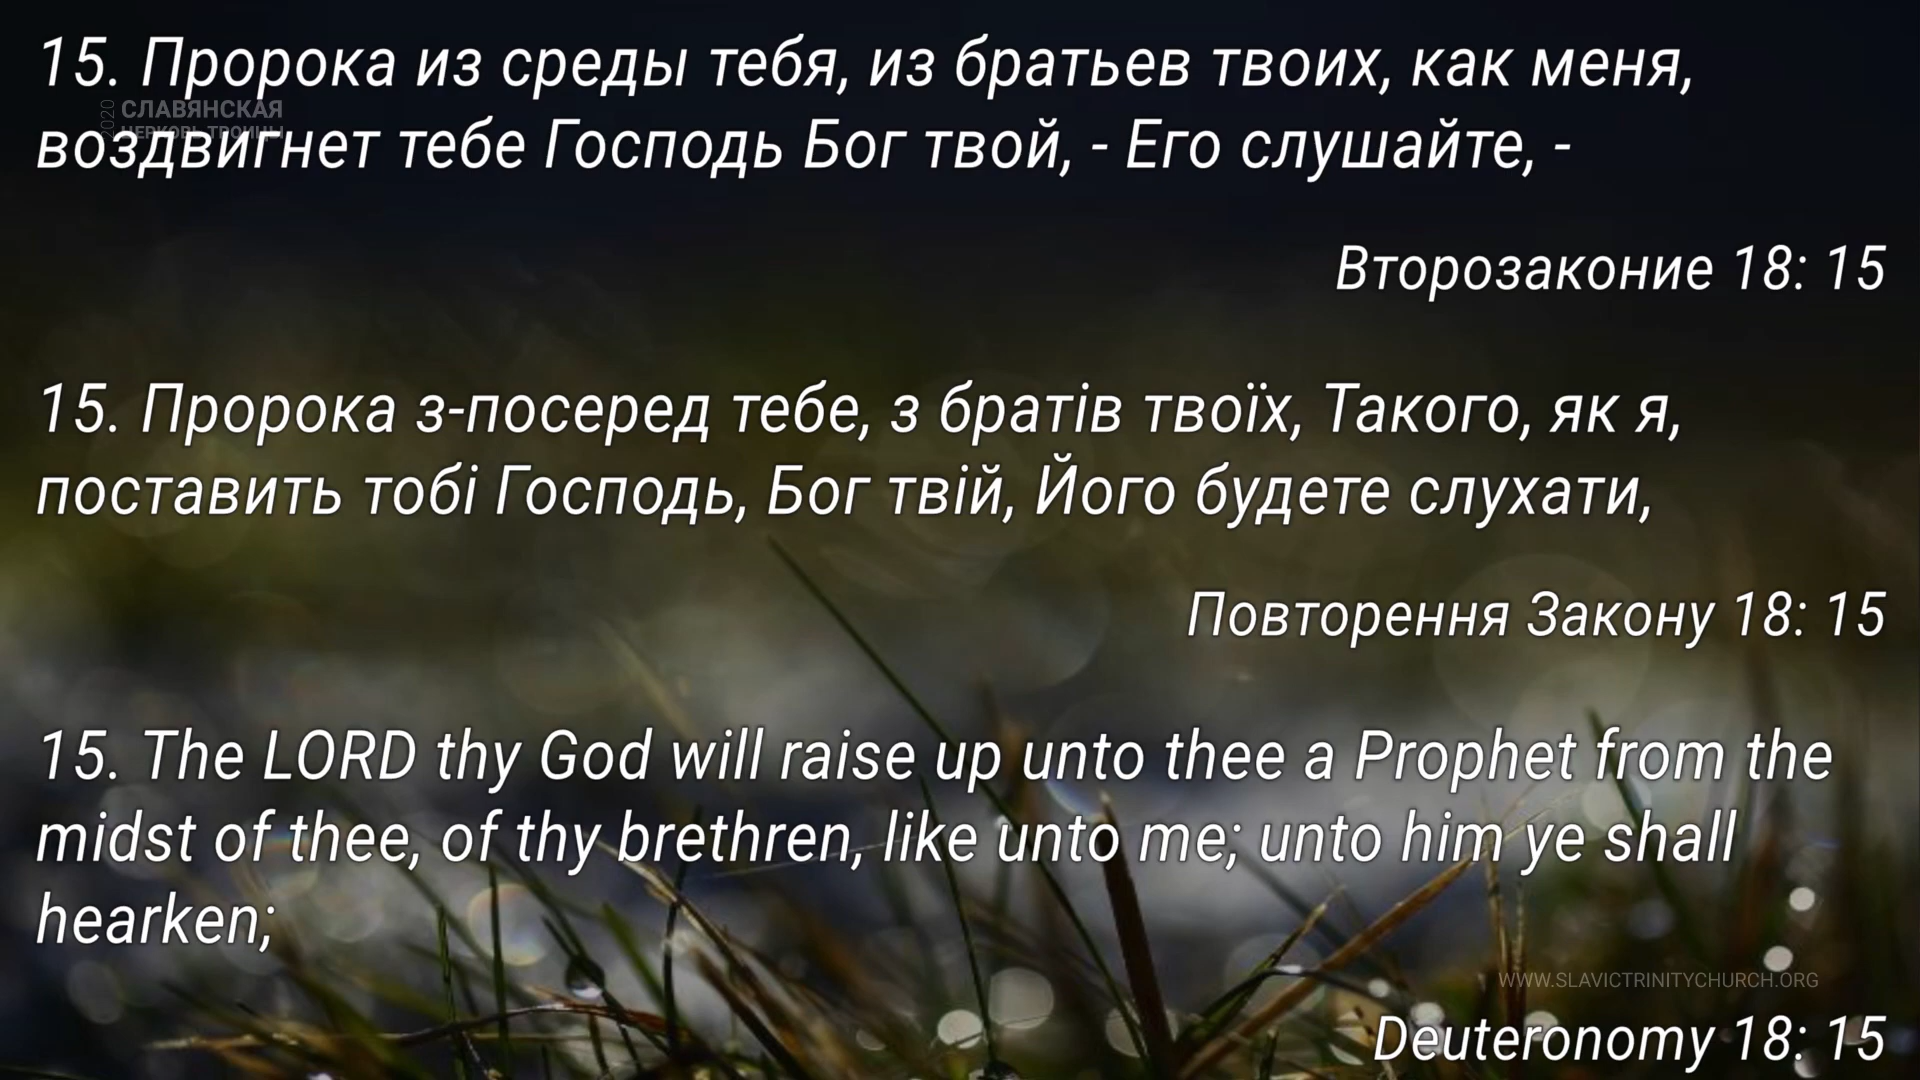 15. Пророка из среды тебя, из братьев твоих, как меня,
2020 СЛАВЯНСКАЯ
ЦЕРКОВЬ ТРОИЦЫ
воздвигнет тебе Господь Бог твой, - Его слушайте, -
Второзаконие 18: 15
15. Пророка з-посеред тебе, з братів твоїх, Такого, як я,
поставить тобі Господь, Бог твій, Його будете слухати,
Повторення Закону 18: 15
15. The LORD thy God will raise up unto thee a Prophet from the
midst of thee, of thy brethren, like unto me; unto him ye shall
hearken;
WWW.SLAVICTRINITYCHURCH.ORG
Deuteronomy 18: 15